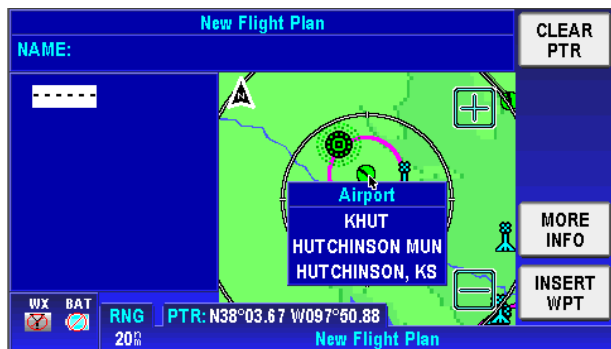 New Flight Plan
NAME:
CLEAR
PTR
------
N
Airport
KHUT
HUTCHINSON MUN
HUTCHINSON, KS
MORE
INFO
INSERT
WPT
WX BAT
RNG
20nm
PTR: N38°03.67 W097°50.88
New Flight Plan